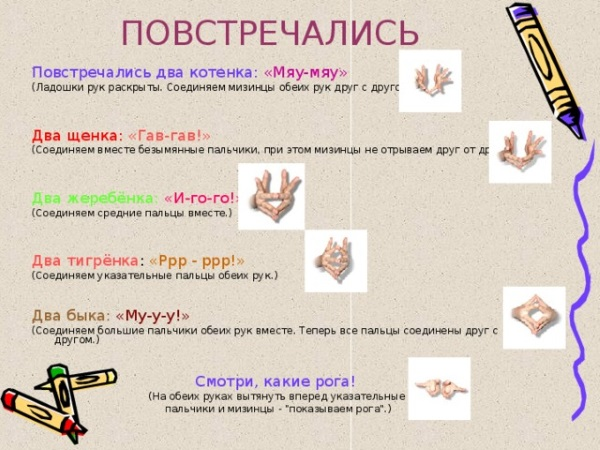 ПОВСТРЕЧАЛИСЬ
Повстречались два котенка: «Мяу-мяу»
(Ладошки рук раскрыты. Соединяем мизинцы обеих рук друг с
Два щенка: «Гав-гав!»
(Соединяем вместе безымянные пальчики, при этом мизинцы не отрываем друг от
Два жеребёнка: «И-го-го!»
(Соединяем средние пальцы вместе.)
Два тигрёнка: «Ррр - ррр!»
(Соединяем указательные пальцы обеих рук.)
Два быка: «Му-у-у!»
(Соединяем большие пальчики обеих рук вместе. Теперь все пальцы соединены друг с
другом.)
Смотри, какие рога!
(На обеих руках вытянуть вперед указательные
пальчики и мизинцы - "показываем рога".)